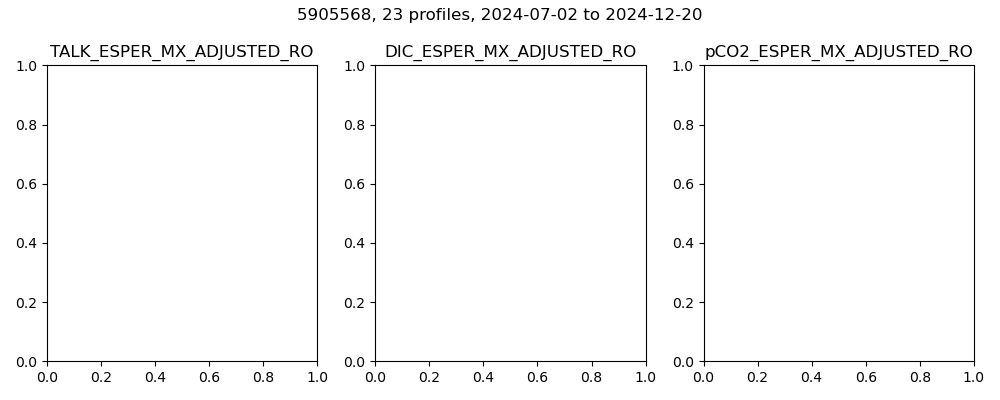 5905568, 23 profiles, 2024-07-02 to 2024-12-20
TALK_ESPER_MX_ADJUSTED_RO DIC_ESPER_MX_ADJUSTED_RO pCO2_ESPER_MX_ADJUSTED_RO
1.0 1.0 1.0
0.8 0.8 0.8
0.6 0.6 0.6
0.4 0.4 0.4
0.2 0.2 0.2
0.0 0.0 0.0
0.0 0.2 0.4 0.6 0.8 1.0 0.0 0.2 0.4 0.6 0.8 1.0 0.0 0.2 0.4 0.6 0.8 1.0